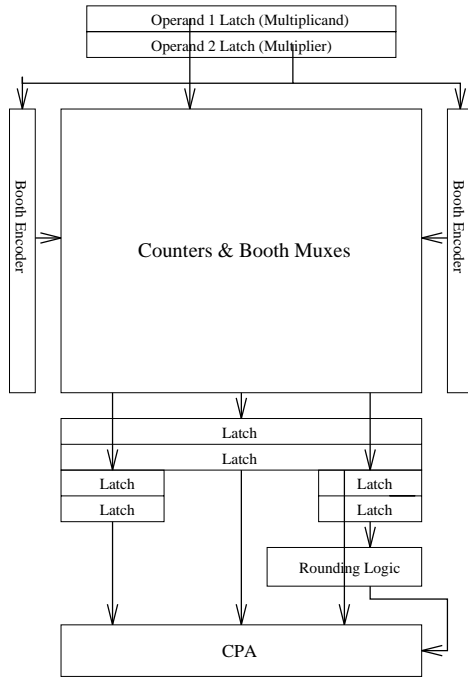 Operand 1 Latch (Multiplicand)
Operand 2 Latch (Multiplier)
Booth Encoder
Counters & Booth Muxes
Booth Encoder
Latch
Latch
Latch
Latch
Latch
Latch
Rounding Logic
CPA